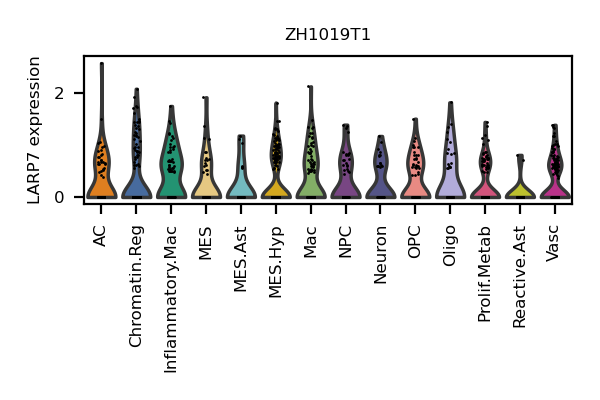 ZH1019T1
LARP7 expression
2
0
AC
Chromatin.Reg
Inflammatory.Mac
MES
MES.Ast
MES.Hyp
Mac
NPC
Neuron
OPC
Oligo
Prolif.Metab
Reactive.Ast
Vasc